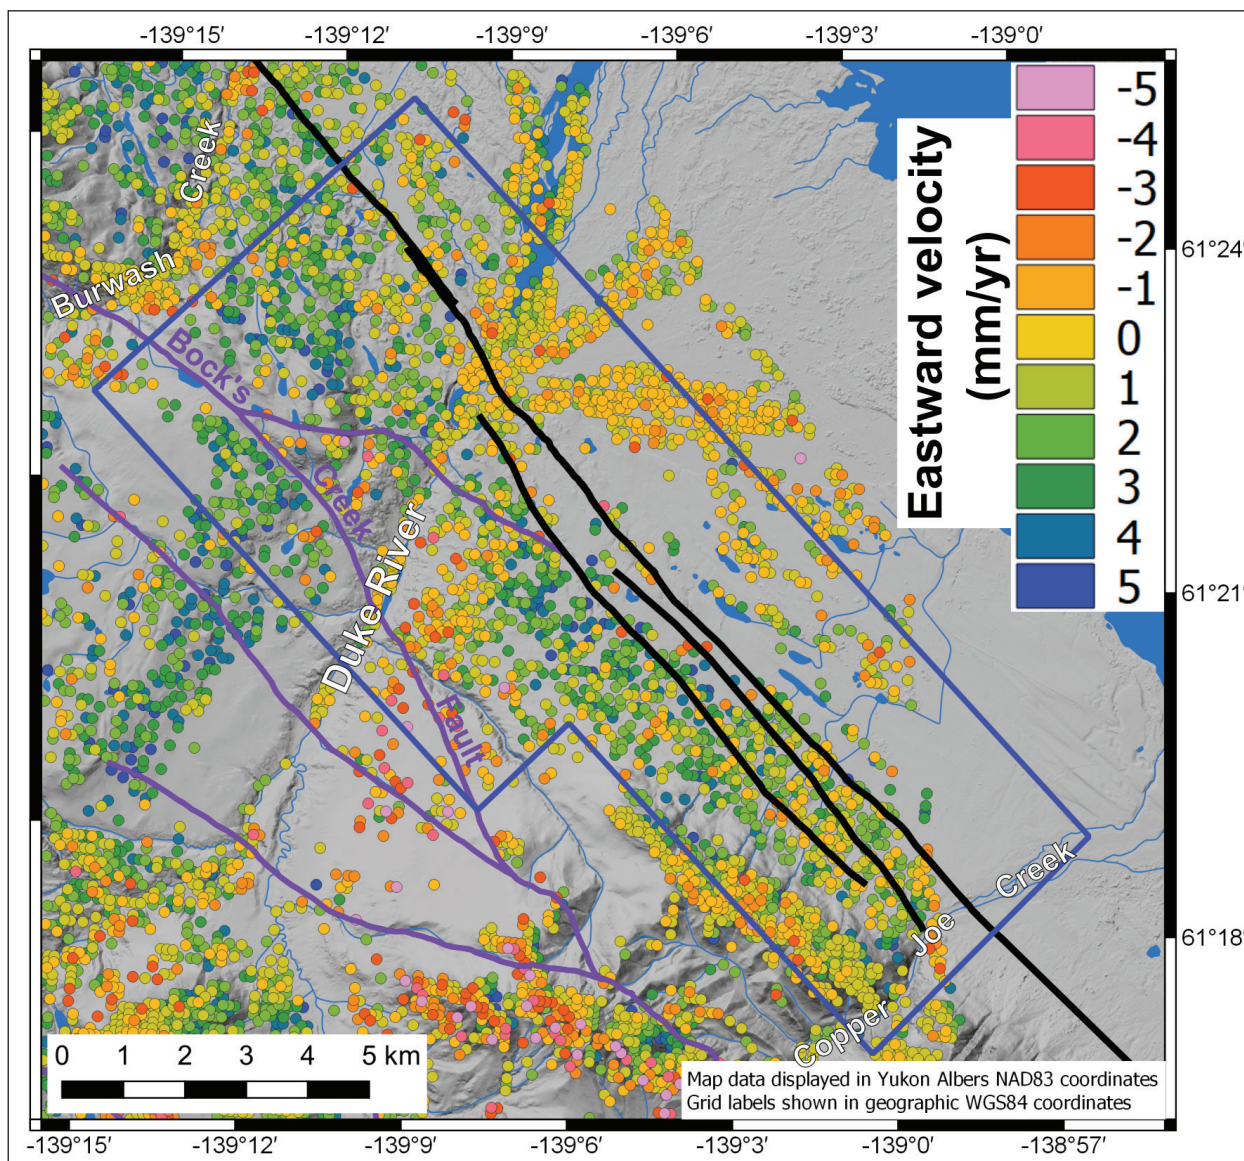 -139°15' -139°12' -139°9' -139°6' -139°3' -139°0'
Eastward velocity
(mm/yr)
-5
-4
-3
-2
-1
0
1
2
3
4
5
Burwash
Creek
Bock's
Creek
Fault
Duke River
61°24'
61°21'
61°18'
Copper
Joe
Creek
0 1 2 3 4 5 km
Map data displayed in Yukon Albers NAD83 coordinates
Grid labels shown in geographic WGS84 coordinates
-139°15' -139°12' -139°9' -139°6' -139°3' -139°0' -138°57'